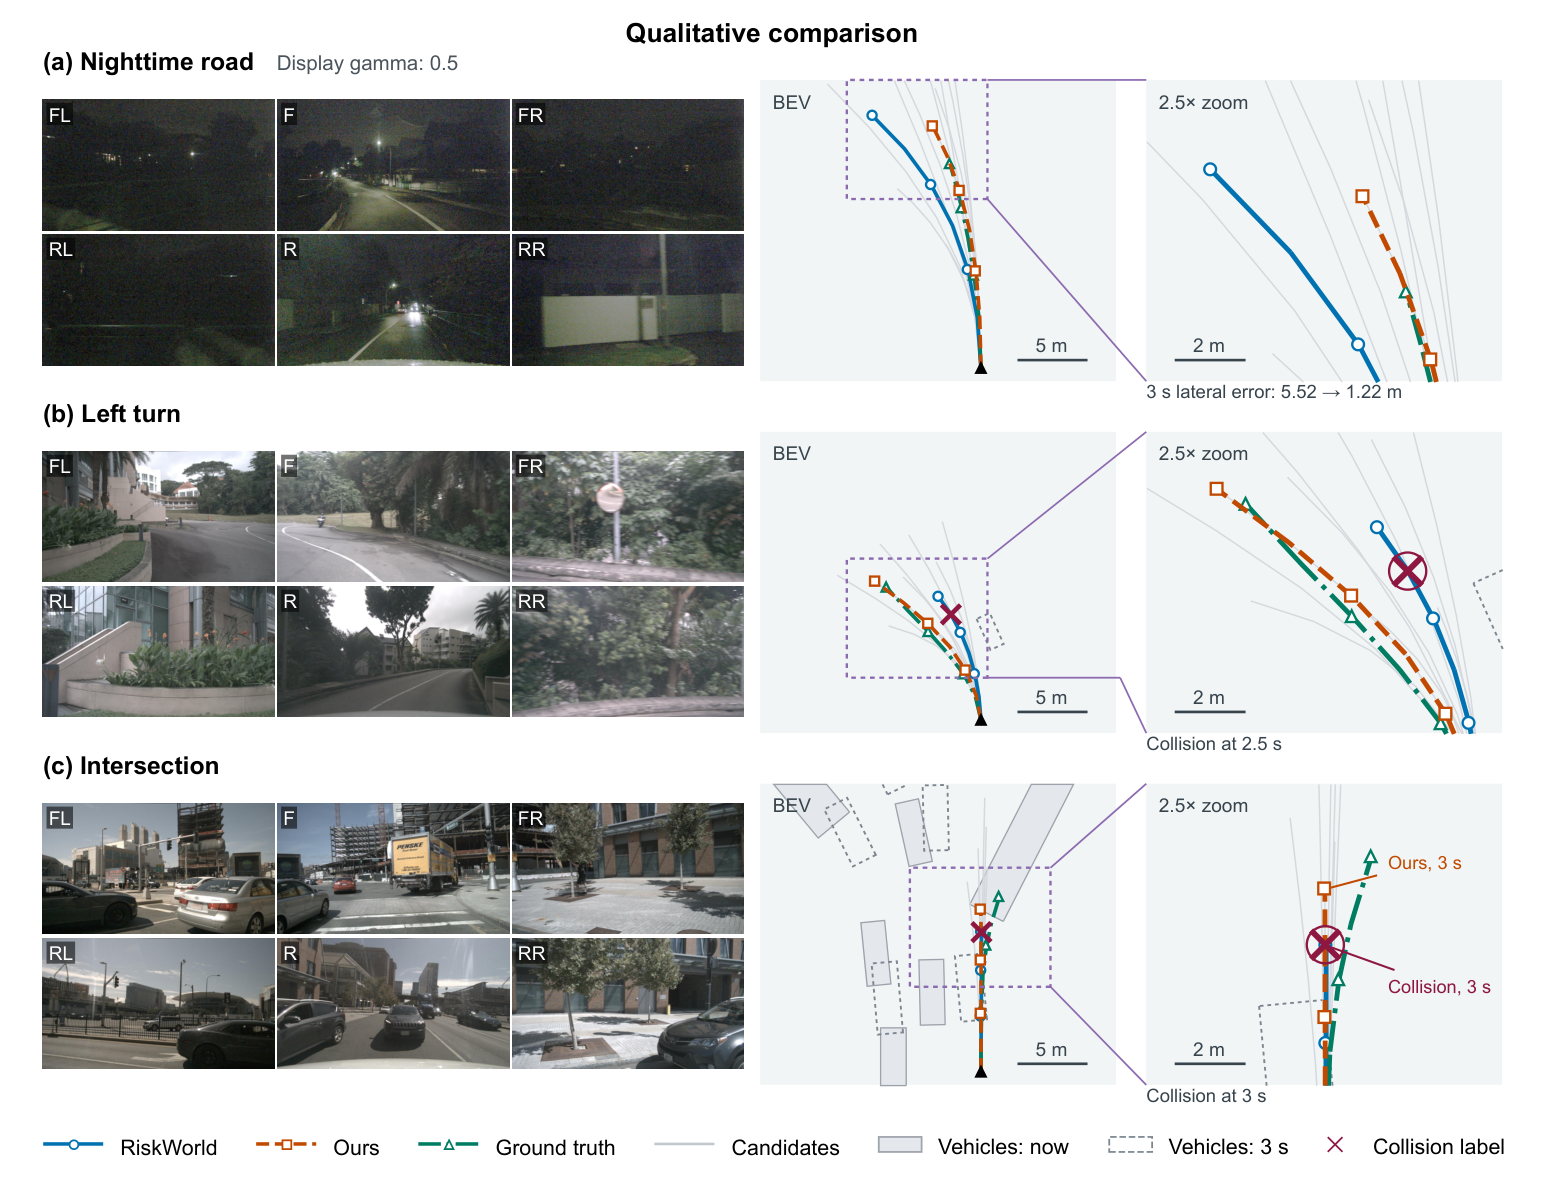 Qualitative comparison
(a) Nighttime road Display gamma: 0.5
FL
F
FR
RL
R
RR
BEV
5 m
2.5× zoom
2 m
3 s lateral error: 5.52 → 1.22 m
(b) Left turn
FL
F
FR
RL
R
RR
BEV
5 m
2.5× zoom
2 m
Collision at 2.5 s
(c) Intersection
FL
F
PENSKE
FR
RL
R
RR
BEV
5 m
2.5× zoom
Ours, 3 s
Collision, 3 s
2 m
Collision at 3 s
RiskWorld
Ours
Ground truth
Candidates
Vehicles: now
Vehicles: 3 s
Collision label